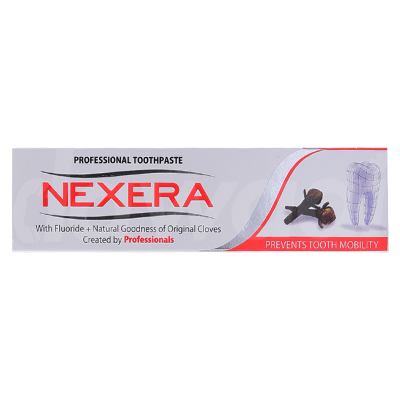 PROFESSIONAL TOOTHPASTE
NEXERA
With Fluoride + Natural Goodness of Original Cloves
Created by Professionals
PREVENTS TOOTH MOBILITY